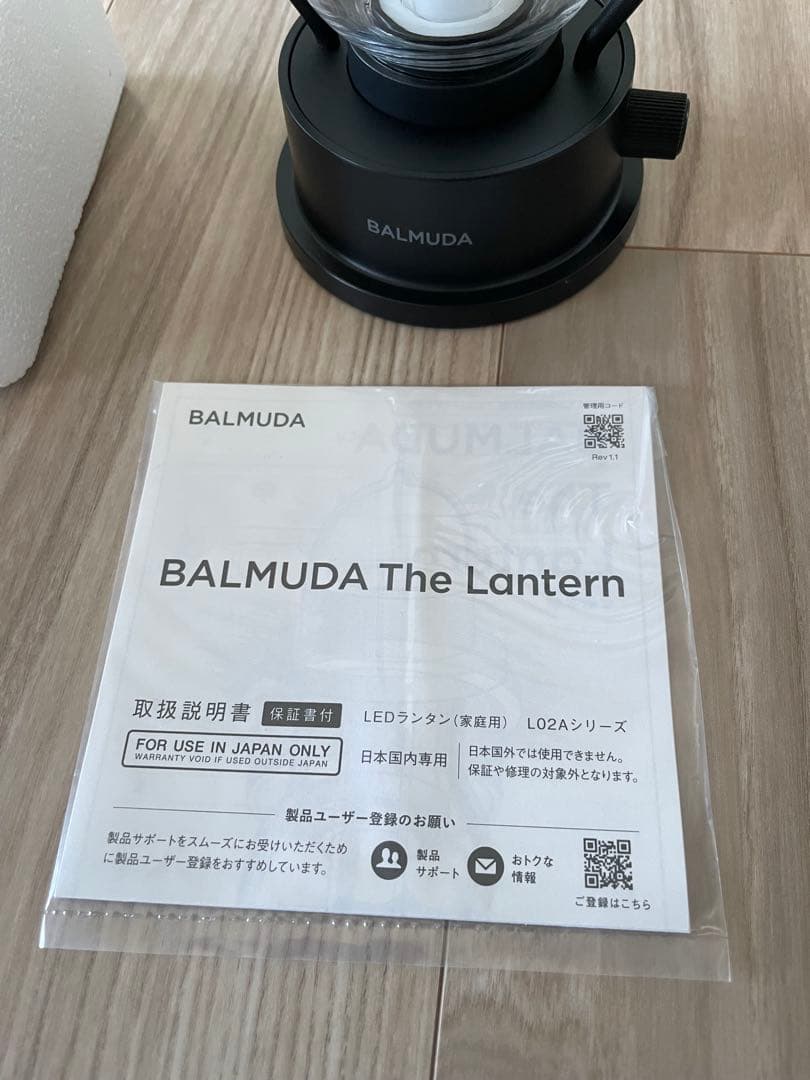 BALMUDA
BALMUDA
管理用コード
Rev 1.1
BALMUDA The Lantern
取扱説明書 保証書付 LEDランタン(家庭用) L02Aシリーズ
FOR USE IN JAPAN ONLY
WARRANTY VOID IF USED OUTSIDE JAPAN
日本国内専用
日本国外では使用できません。
保証や修理の対象外となります。
製品ユーザー登録のお願い
製品サポートをスムーズにお受けいただくため
に製品ユーザー登録をおすすめしています。
製品
サポート
おトクな
情報
ご登録はこちら